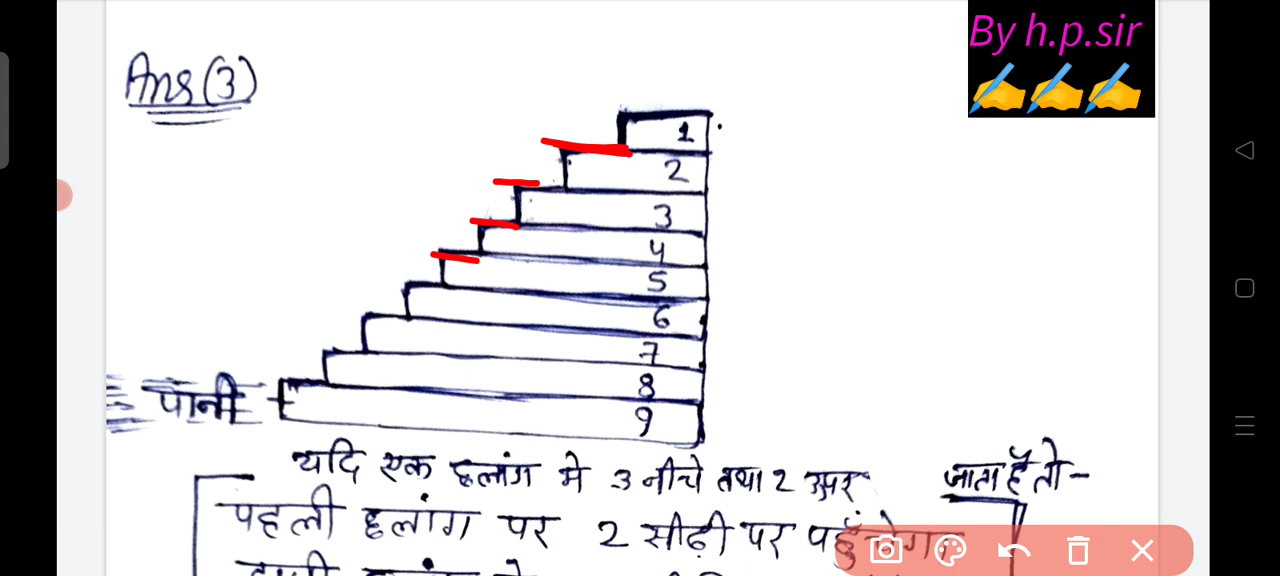 By h.p.sir
✍️✍️✍️
Ans (3)
1
2
3
4
5
6
7
8
9
पानी
यदि एक छलांग मे 3 नीचे तथा 2 ऊपर जाता है तो-
पहली छलांग पर 2 सीढ़ी पर पहुँचेगा